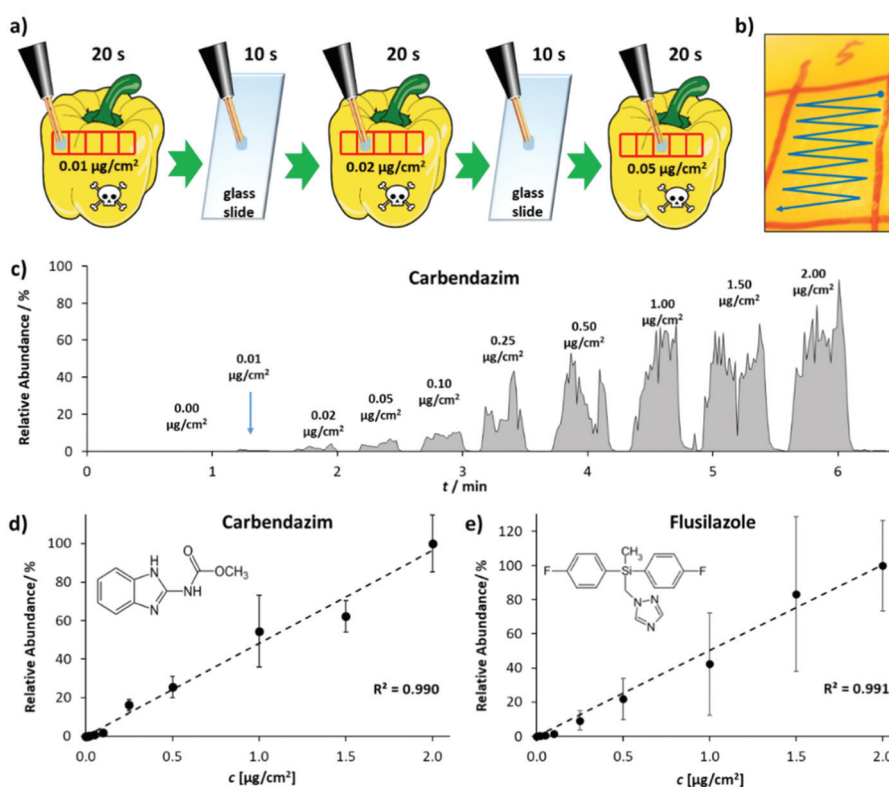 a)
20 s
10 s
20 s
10 s
20 s
0.01 µg/cm²
glass
slide
0.02 µg/cm²
glass
slide
0.05 µg/cm²
b)
5
c)
Carbendazim
Relative Abundance / %
100
80
60
40
20
0
0.00
µg/cm²
0.01
µg/cm²
0.02
µg/cm²
0.05
µg/cm²
0.10
µg/cm²
0.25
µg/cm²
0.50
µg/cm²
1.00
µg/cm²
1.50
µg/cm²
2.00
µg/cm²
0 1 2 3 4 5 6
t / min
d)
Carbendazim
Relative Abundance/ %
100
80
60
40
20
0
H
N
N
NH
O
OCH₃
R² = 0.990
0.0 0.5 1.0 1.5 2.0
c [µg/cm²]
e)
Flusilazole
Relative Abundance/ %
120
100
80
60
40
20
0
CH₃
F
Si
F
N
N
N
R² = 0.991
0.0 0.5 1.0 1.5 2.0
c [µg/cm²]